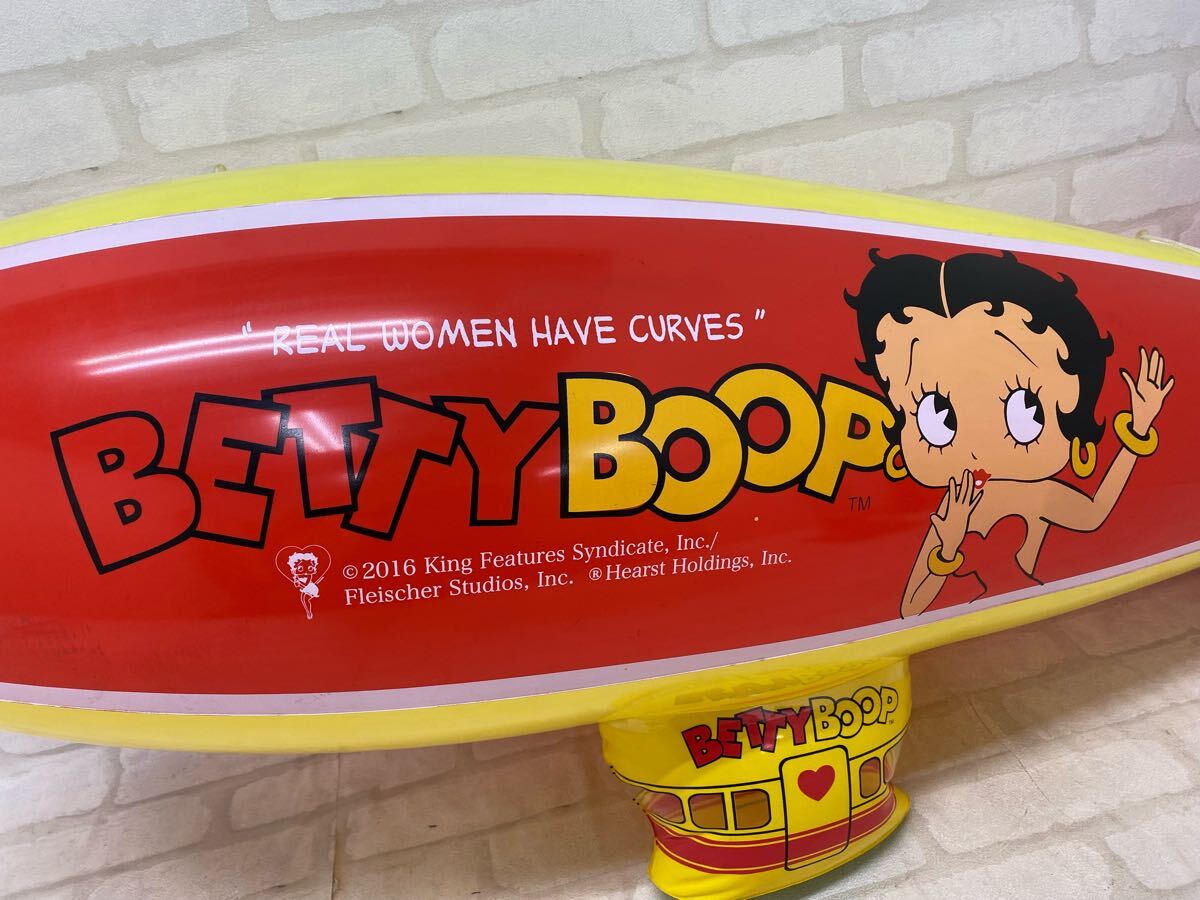 " REAL WOMEN HAVE CURVES "
BETTY BOOP
TM
©2016 King Features Syndicate, Inc./
Fleischer Studios, Inc. ®Hearst Holdings, Inc.
BETTY BOOP
TM